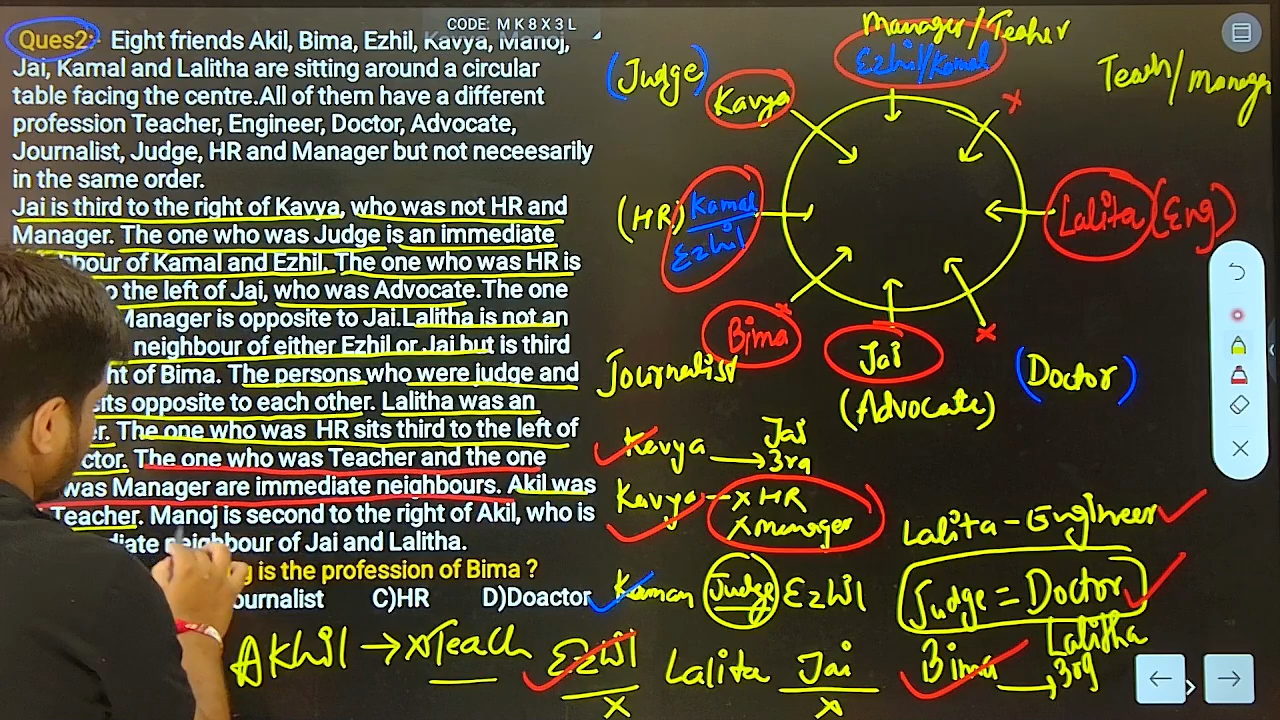 CODE: M K 8 X 3 L
Ques2:- Eight friends Akil, Bima, Ezhil, Kavya, Manoj,
Jai, Kamal and Lalitha are sitting around a circular
table facing the centre.All of them have a different
profession Teacher, Engineer, Doctor, Advocate,
Journalist, Judge, HR and Manager but not neceesarily
in the same order.
Jai is third to the right of Kavya, who was not HR and
Manager. The one who was Judge is an immediate
bour of Kamal and Ezhil. The one who was HR is
the left of Jai, who was Advocate.The one
Manager is opposite to Jai.Lalitha is not an
neighbour of either Ezhil or Jai but is third
ht of Bima. The persons who were judge and
its opposite to each other. Lalitha was an
er. The one who was HR sits third to the left of
ctor. The one who was Teacher and the one
was Manager are immediate neighbours. Akil was
Teacher. Manoj is second to the right of Akil, who is
diate neighbour of Jai and Lalitha.
g is the profession of Bima ?
ournalist C)HR D)Doactor
Manager/Teacher
Ezhil/Kamal
Teach/manager
(Judge)
Kavya
x
(HR) Kamal
Ezhil
Lalita (Eng)
Bima
x
Jai
x
Journalist
(Advocate)
(Doctor)
Kavya → Jai
3rd
Kavya - x HR
x manager
Lalita - Engineer
Kaman Judge Ezhil
Judge = Doctor
AKhil → x Teach
Ezhil Lalita Jai
x x
Bima → Lalitha
3rd